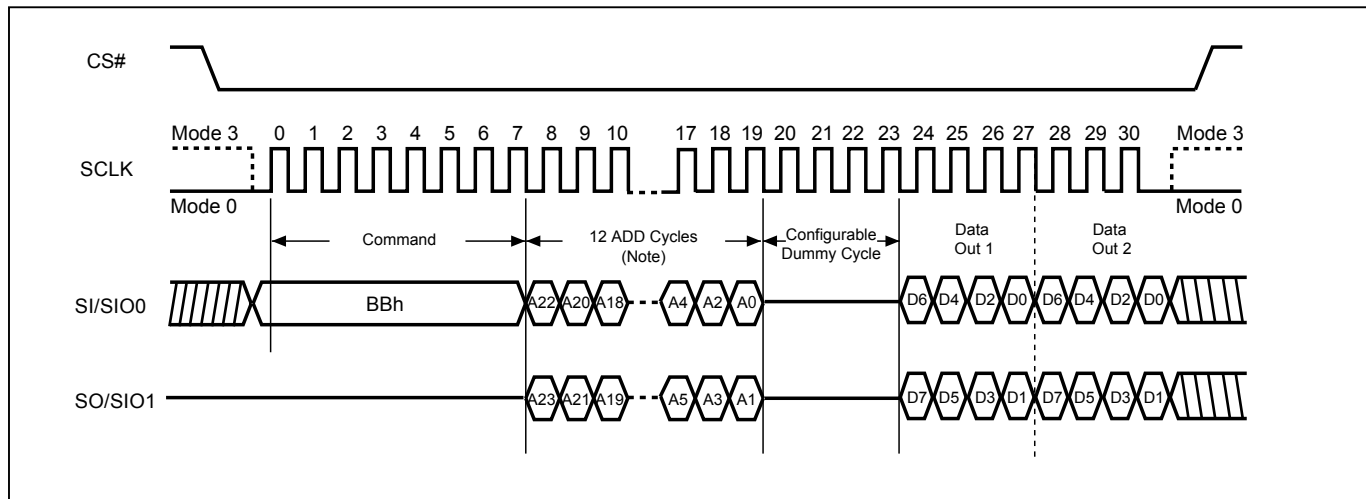 CS#
Mode 3
0 1 2 3 4 5 6 7 8 9 10 17 18 19 20 21 22 23 24 25 26 27 28 29 30
Mode 3
SCLK
Mode 0
Mode 0
Command
12 ADD Cycles
(Note)
Configurable
Dummy Cycle
Data
Out 1
Data
Out 2
SI/SIO0
BBh
A22 A20 A18 A4 A2 A0
D6 D4 D2 D0 D6 D4 D2 D0
SO/SIO1
A23 A21 A19 A5 A3 A1
D7 D5 D3 D1 D7 D5 D3 D1